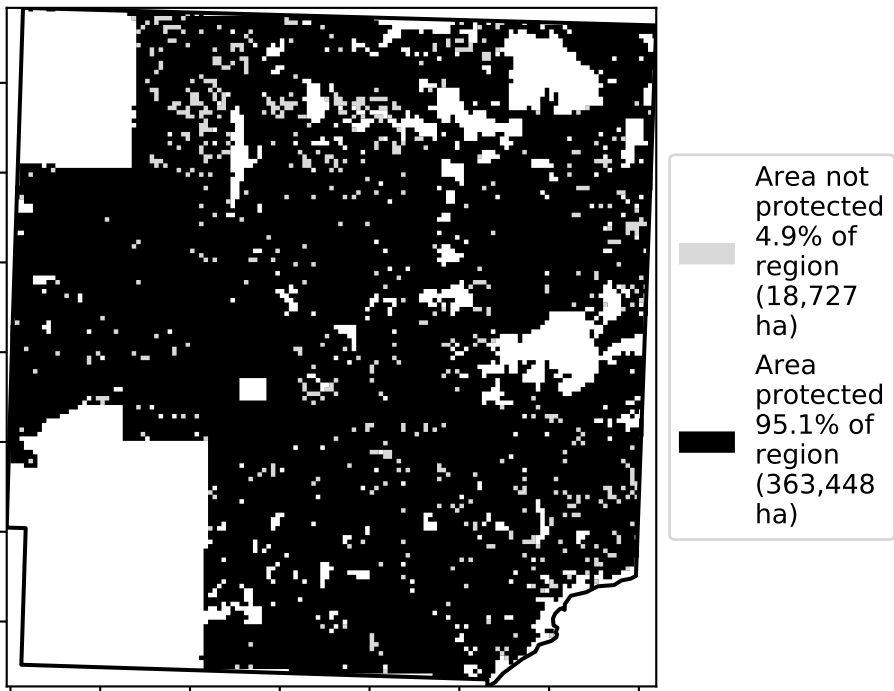 Area not
protected
4.9% of
region
(18,727
ha)
Area
protected
95.1% of
region
(363,448
ha)